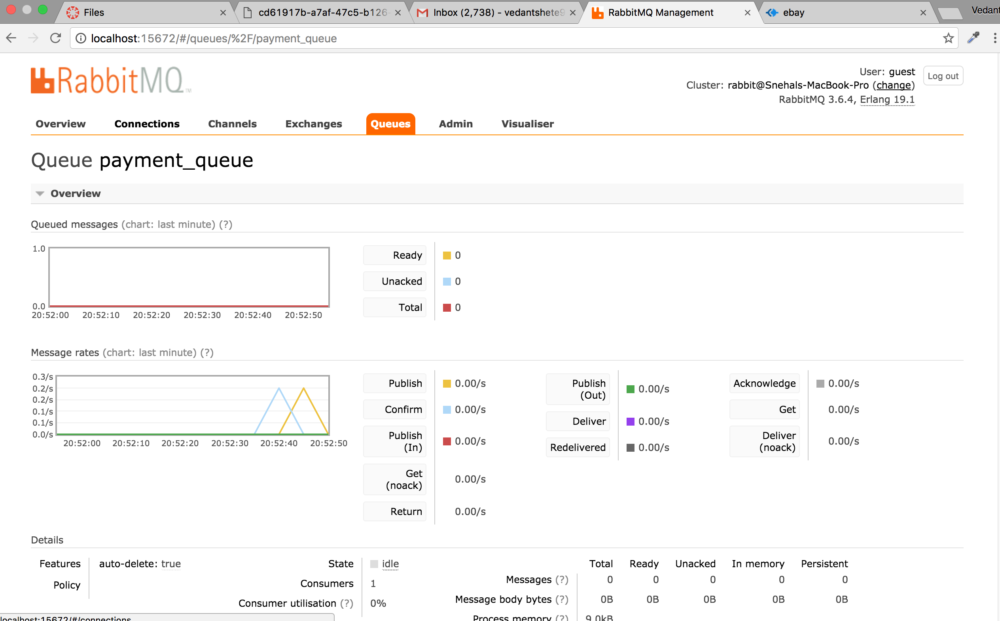 Files
cd61917b-a7af-47c5-b126-
Inbox (2,738) - vedantshete9
RabbitMQ Management
ebay
Vedant
localhost:15672/#/queues/%2F/payment_queue
RabbitMQ™
User: guest
Log out
Cluster: rabbit@Snehals-MacBook-Pro (change)
RabbitMQ 3.6.4, Erlang 19.1
Overview Connections Channels Exchanges Queues Admin Visualiser
Queue payment_queue
Overview
Queued messages (chart: last minute) (?)
1.0
0.0
20:52:00 20:52:10 20:52:20 20:52:30 20:52:40 20:52:50
Ready 0
Unacked 0
Total 0
Message rates (chart: last minute) (?)
0.3/s
0.2/s
0.2/s
0.1/s
0.1/s
0.0/s
20:52:00 20:52:10 20:52:20 20:52:30 20:52:40 20:52:50
Publish 0.00/s
Confirm 0.00/s
Publish
(In) 0.00/s
Get
(noack) 0.00/s
Return 0.00/s
Publish
(Out) 0.00/s
Deliver 0.00/s
Redelivered 0.00/s
Acknowledge 0.00/s
Get 0.00/s
Deliver
(noack) 0.00/s
Details
Features auto-delete: true
Policy
State idle
Consumers 1
Consumer utilisation (?) 0%
Total Ready Unacked In memory Persistent
Messages (?) 0 0 0 0 0
Message body bytes (?) 0B 0B 0B 0B 0B
Process memory (?) 9.0kB
localhost:15672/#/connections